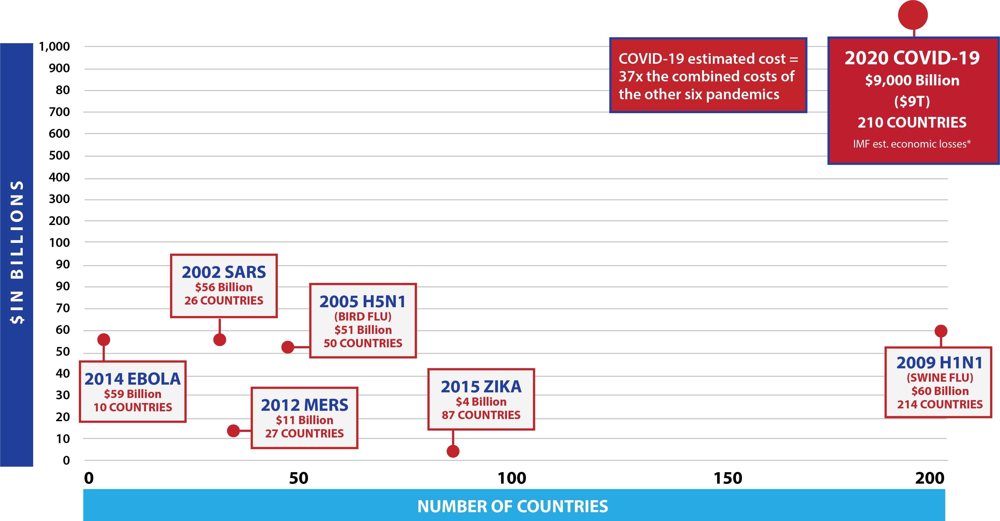 1,000
900
80
700
600
500
400
300
200
100
90
90
70
60
50
40
30
20
10
0
$ IN BILLIONS
COVID-19 estimated cost =
37x the combined costs of
the other six pandemics
2020 COVID-19
$9,000 Billion
($9T)
210 COUNTRIES
IMF est. economic losses*
2002 SARS
$56 Billion
26 COUNTRIES
2005 H5N1
(BIRD FLU)
$51 Billion
50 COUNTRIES
2014 EBOLA
$59 Billion
10 COUNTRIES
2012 MERS
$11 Billion
27 COUNTRIES
2015 ZIKA
$4 Billion
87 COUNTRIES
2009 H1N1
(SWINE FLU)
$60 Billion
214 COUNTRIES
0 50 100 150 200
NUMBER OF COUNTRIES